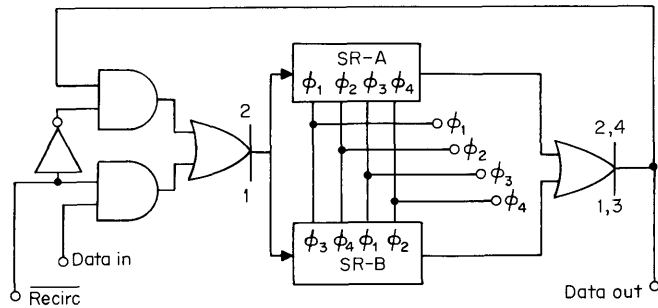 SR-A
ϕ1 ϕ2 ϕ3 ϕ4
2
1
ϕ1
ϕ2
ϕ3
ϕ4
2,4
1,3
ϕ3 ϕ4 ϕ1 ϕ2
SR-B
Data in
Recirc
Data out